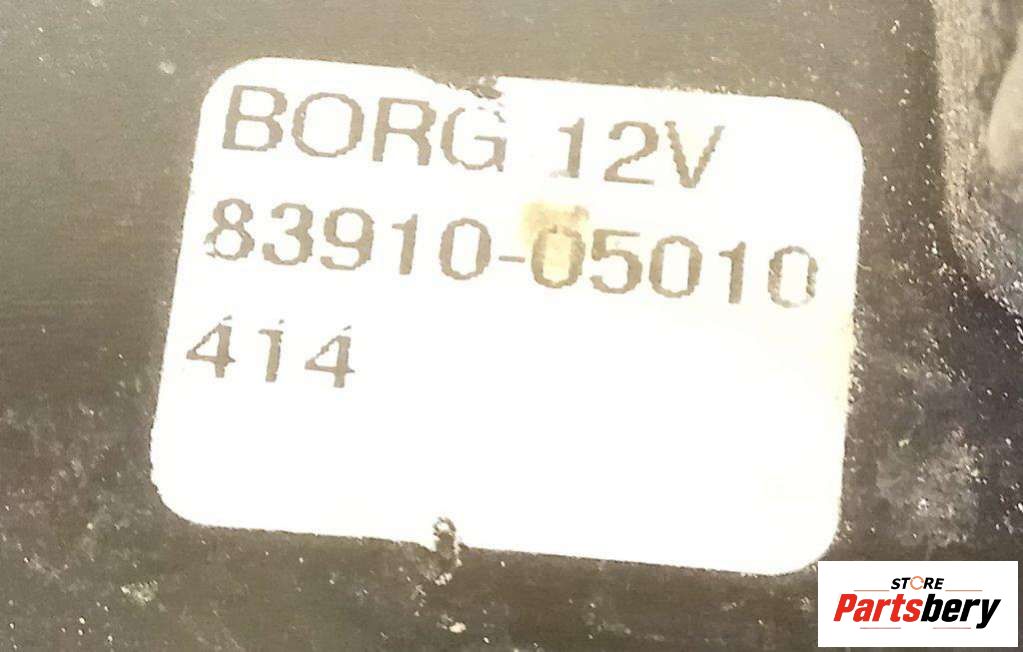 BORG 12V
83910-05010
414
STORE
Partsbery